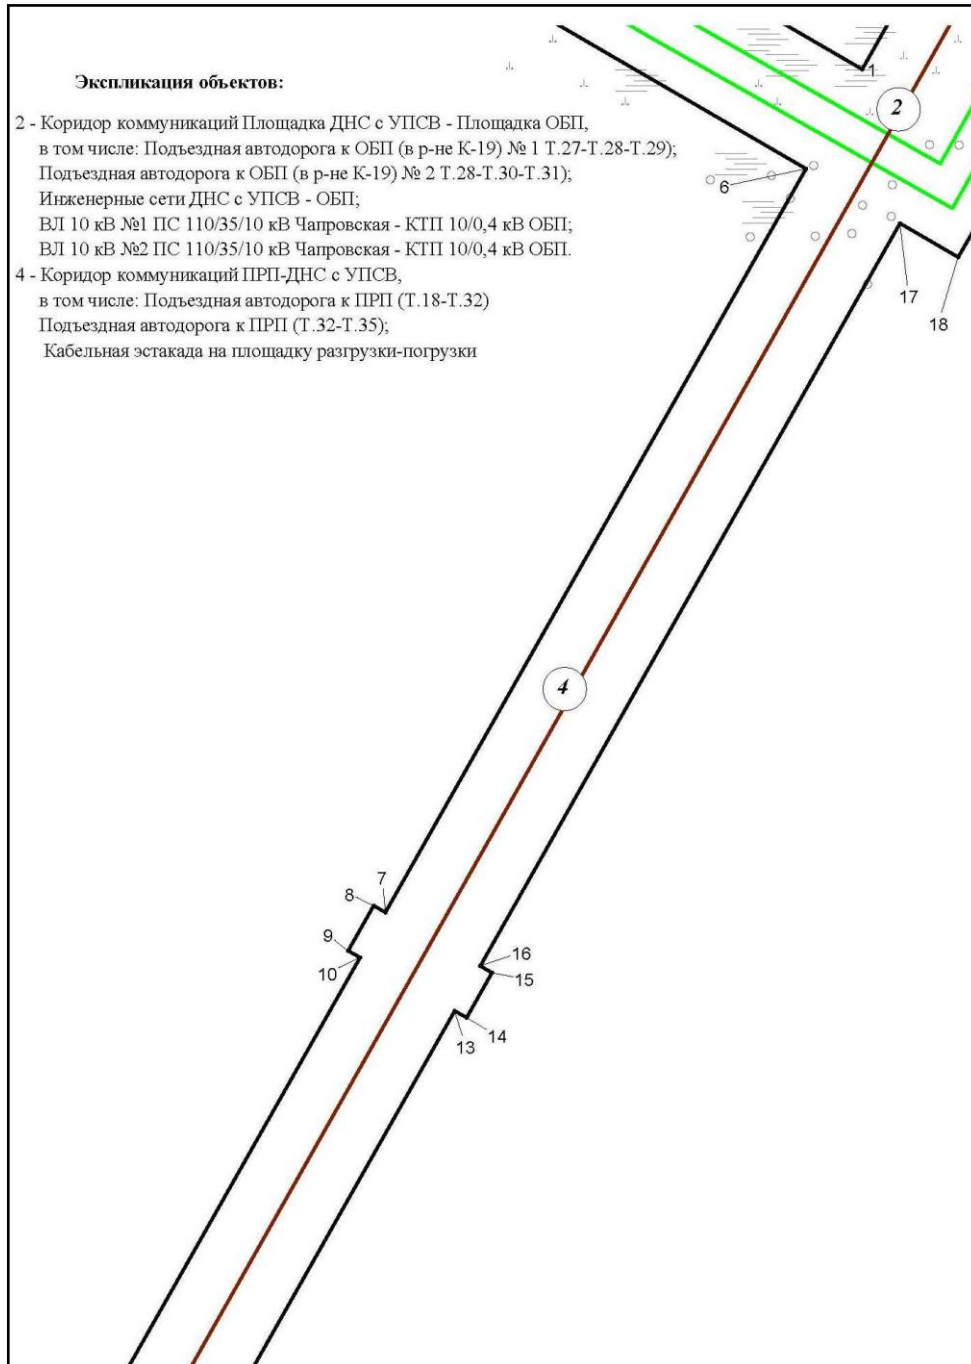 Экспликация объектов:
2 - Коридор коммуникаций Площадка ДНС с УПСВ - Площадка ОБП,
в том числе: Подъездная автодорога к ОБП (в р-не К-19) № 1 Т.27-Т.28-Т.29);
Подъездная автодорога к ОБП (в р-не К-19) № 2 Т.28-Т.30-Т.31);
Инженерные сети ДНС с УПСВ - ОБП;
ВЛ 10 кВ №1 ПС 110/35/10 кВ Чапровская - КТП 10/0,4 кВ ОБП;
ВЛ 10 кВ №2 ПС 110/35/10 кВ Чапровская - КТП 10/0,4 кВ ОБП.
4 - Коридор коммуникаций ПРП-ДНС с УПСВ,
в том числе: Подъездная автодорога к ПРП (Т.18-Т.32)
Подъездная автодорога к ПРП (Т.32-Т.35);
Кабельная эстакада на площадку разгрузки-погрузки
1
2
6
17
18
4
7
8
9
10
16
15
14
13